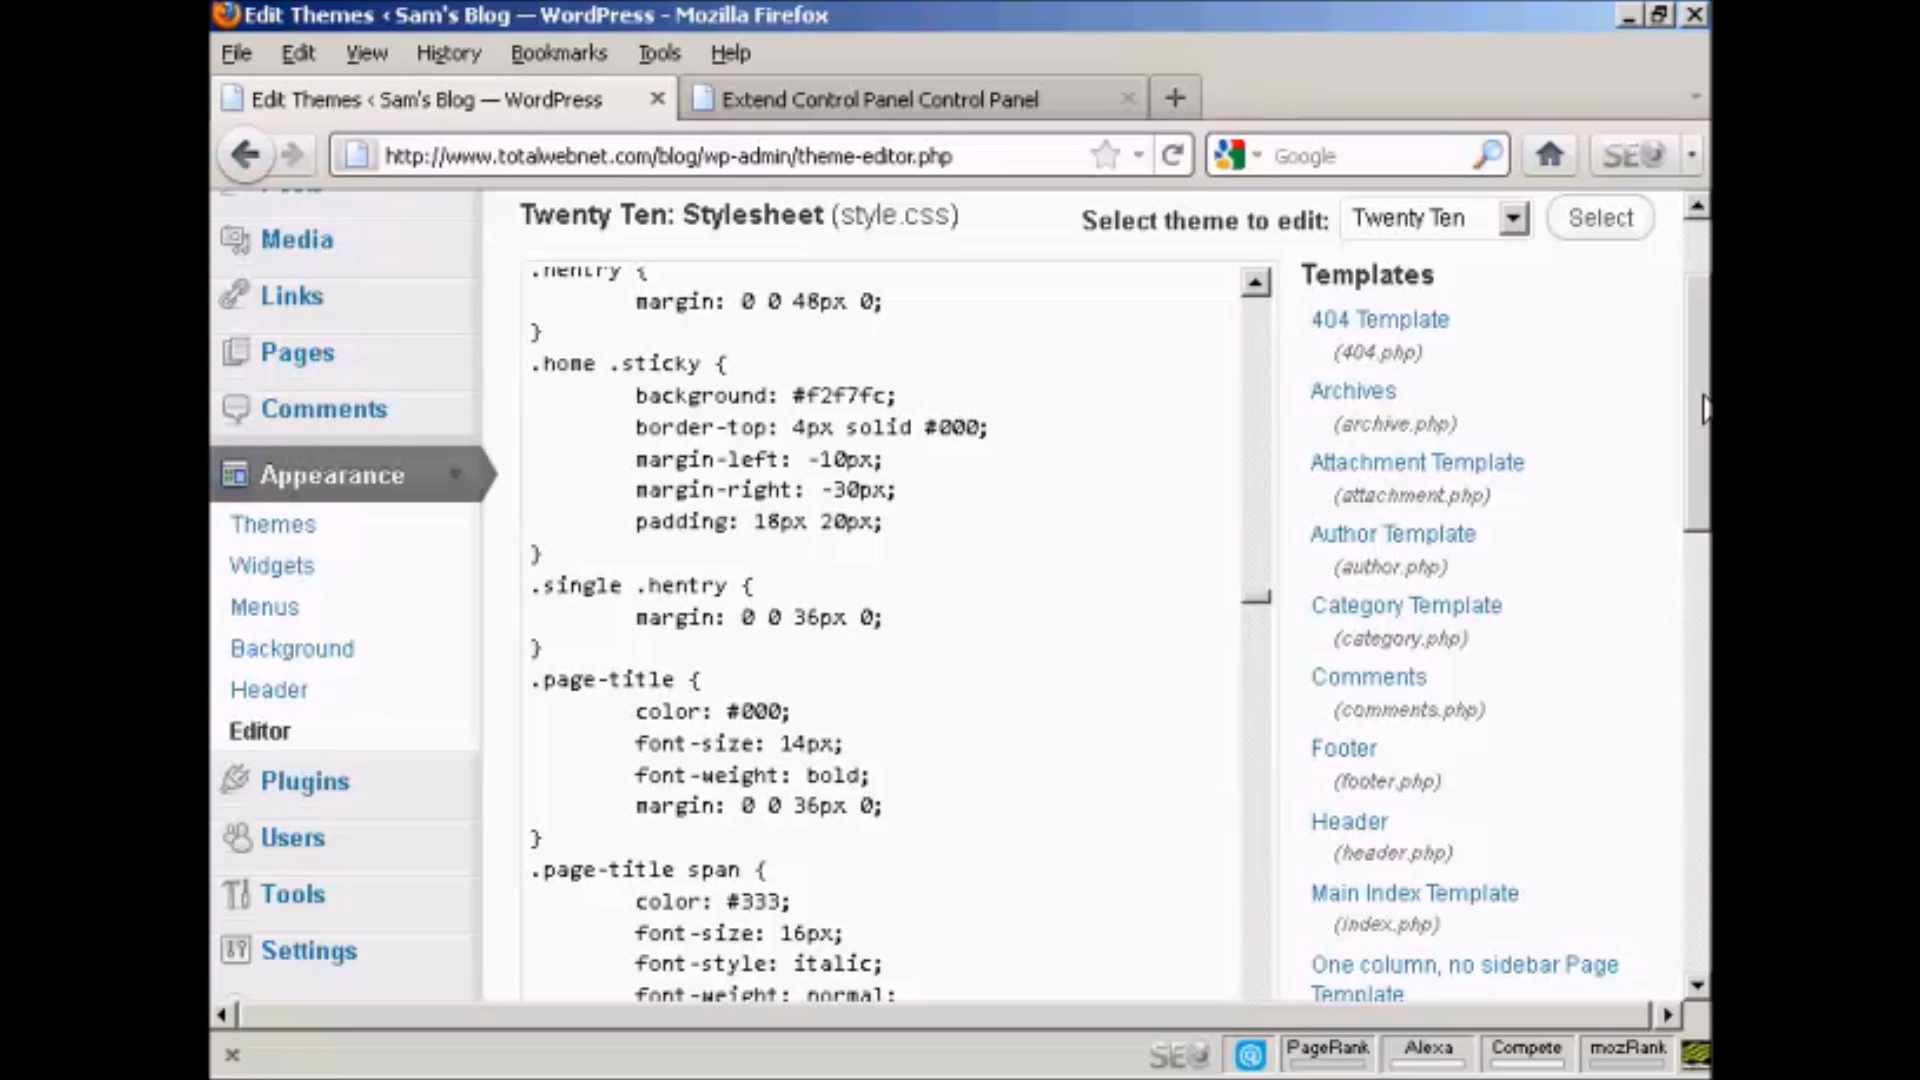 Edit Themes ‹ Sam's Blog — WordPress - Mozilla Firefox
File Edit View History Bookmarks Tools Help
Edit Themes ‹ Sam's Blog — WordPress
Extend Control Panel Control Panel
http://www.totalwebnet.com/blog/wp-admin/theme-editor.php
Google
SEO
Media
Links
Pages
Comments
Appearance
Themes
Widgets
Menus
Background
Header
Editor
Plugins
Users
Tools
Settings
Twenty Ten: Stylesheet (style.css)
Select theme to edit: Twenty Ten Select
.hentry {
margin: 0 0 48px 0;
}
.home .sticky {
background: #f2f7fc;
border-top: 4px solid #000;
margin-left: -10px;
margin-right: -30px;
padding: 18px 20px;
}
.single .hentry {
margin: 0 0 36px 0;
}
.page-title {
color: #000;
font-size: 14px;
font-weight: bold;
margin: 0 0 36px 0;
}
.page-title span {
color: #333;
font-size: 16px;
font-style: italic;
font-weight: normal;
Templates
404 Template
(404.php)
Archives
(archive.php)
Attachment Template
(attachment.php)
Author Template
(author.php)
Category Template
(category.php)
Comments
(comments.php)
Footer
(footer.php)
Header
(header.php)
Main Index Template
(index.php)
One column, no sidebar Page
Template
SEO
PageRank
Alexa
Compete
mozRank